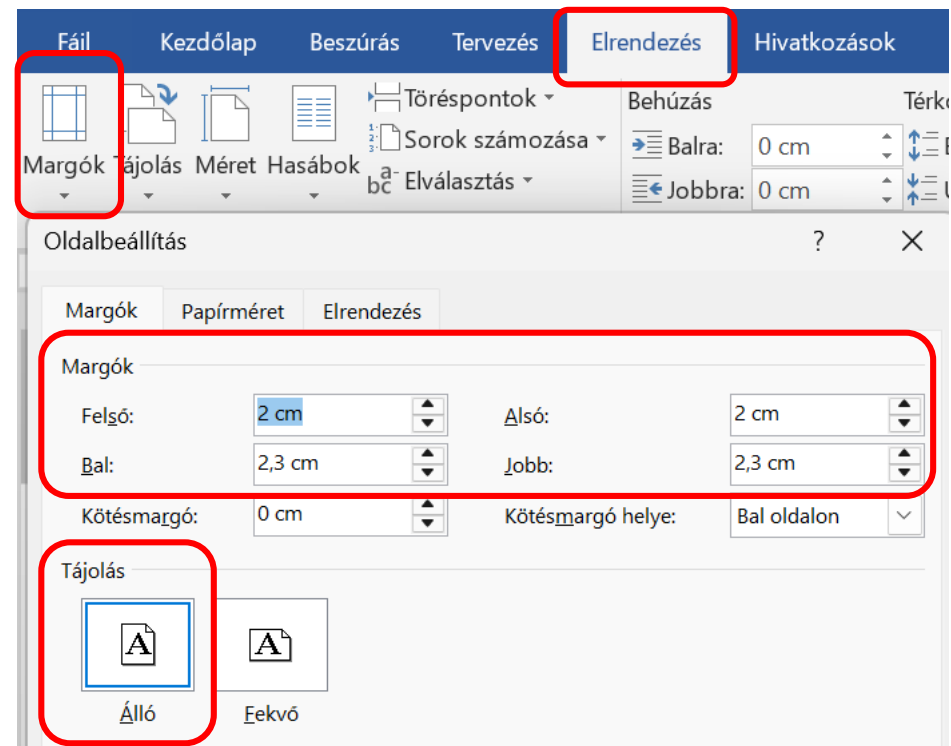 Fáil Kezdőlap Beszúrás Tervezés Elrendezés Hivatkozások
Töréspontok Behúzás
Sorok számozása Balra: 0 cm
Margók Tájolás Méret Hasábok Elválasztás Jobbra: 0 cm
Oldalbeállítás ?
Margók Papírméret Elrendezés
Margók
Felső: 2 cm Alsó: 2 cm
Bal: 2,3 cm Jobb: 2,3 cm
Kötésmargó: 0 cm Kötésmargó helye: Bal oldalon
Tájolás
A A
Álló Fekvő